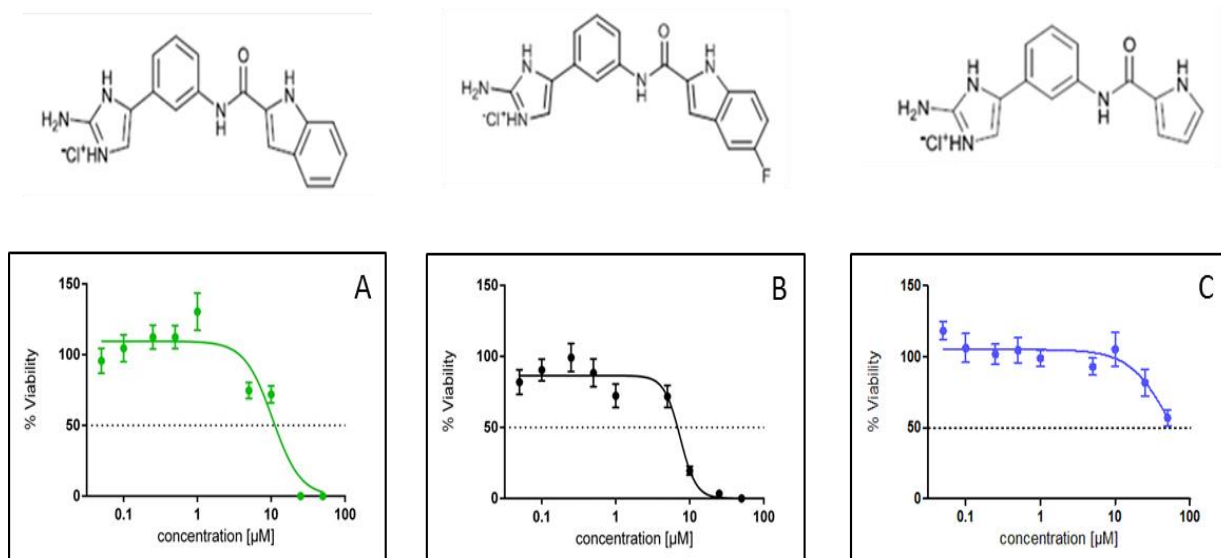 H
N
O
H
N
H₂N
N
H
⁻Cl⁺HN
H
N
O
H
N
H₂N
N
H
⁻Cl⁺HN
F
H
N
O
H
N
H₂N
N
H
⁻Cl⁺HN
A
150
100
50
0
% Viability
0.1 1 10 100
concentration [µM]
B
150
100
50
0
% Viability
0.1 1 10 100
concentration [µM]
C
150
100
50
0
% Viability
0.1 1 10 100
concentration [µM]